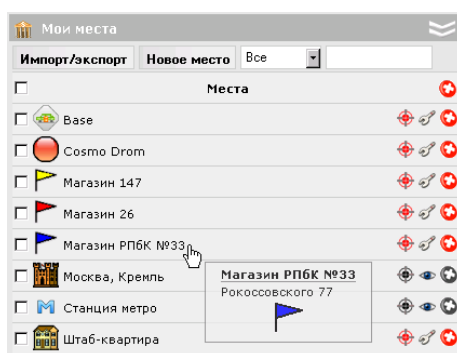 Мои места
Импорт/экспорт Новое место Все
Места
Base
Cosmo Drom
Магазин 147
Магазин 26
Магазин РПбК №33
Москва, Кремль
Магазин РПбК №33
Рокоссовского 77
Станция метро
Штаб-квартира